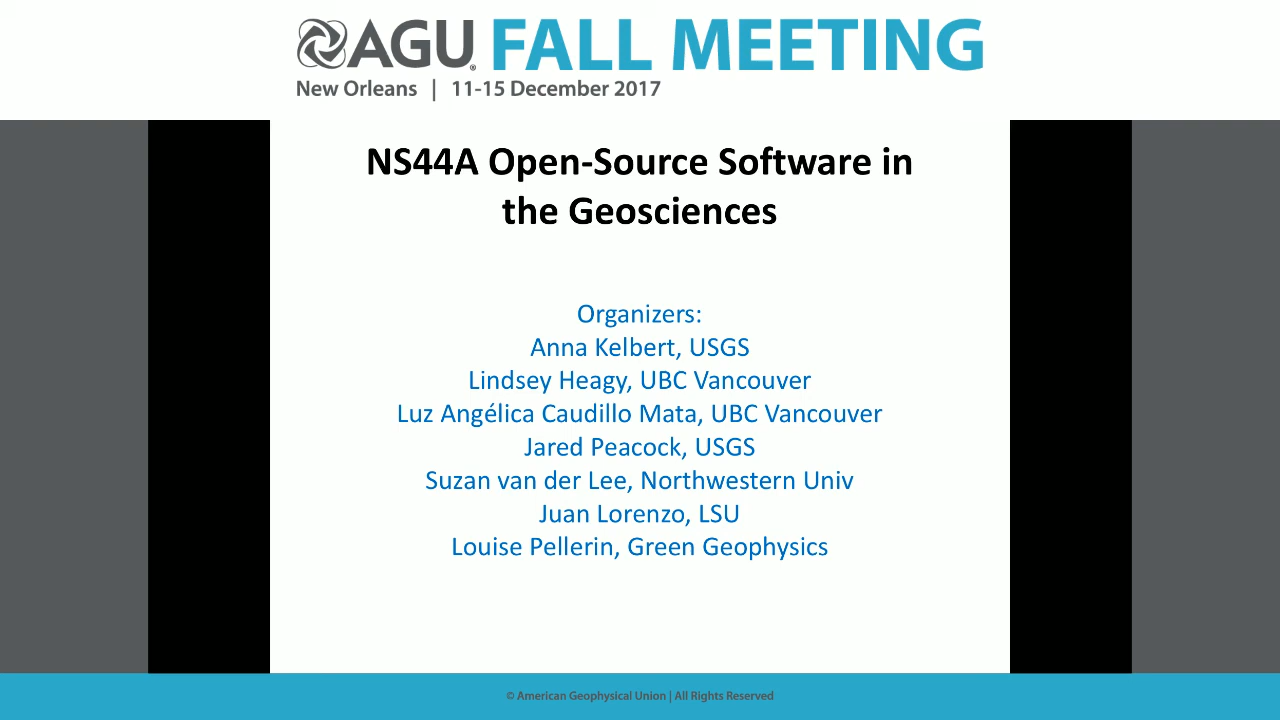 AGU FALL MEETING
New Orleans | 11-15 December 2017
NS44A Open-Source Software in
the Geosciences
Organizers:
Anna Kelbert, USGS
Lindsey Heagy, UBC Vancouver
Luz Angélica Caudillo Mata, UBC Vancouver
Jared Peacock, USGS
Suzan van der Lee, Northwestern Univ
Juan Lorenzo, LSU
Louise Pellerin, Green Geophysics
© American Geophysical Union | All Rights Reserved